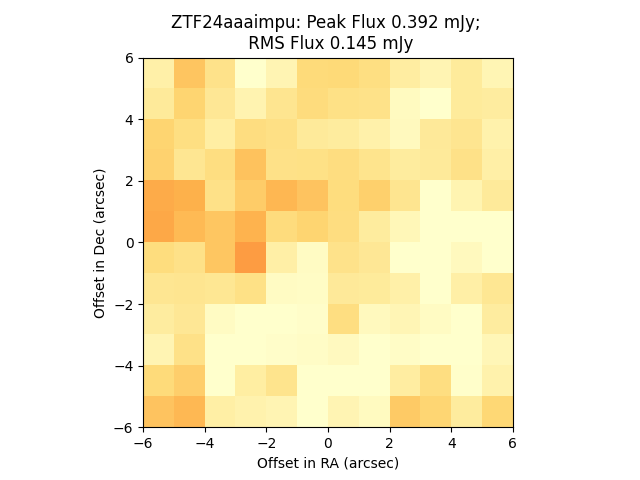 ZTF24aaaimpu: Peak Flux 0.392 mJy;
RMS Flux 0.145 mJy
6
4
2
0
−2
−4
−6
Offset in Dec (arcsec)
−6 −4 −2 0 2 4 6
Offset in RA (arcsec)